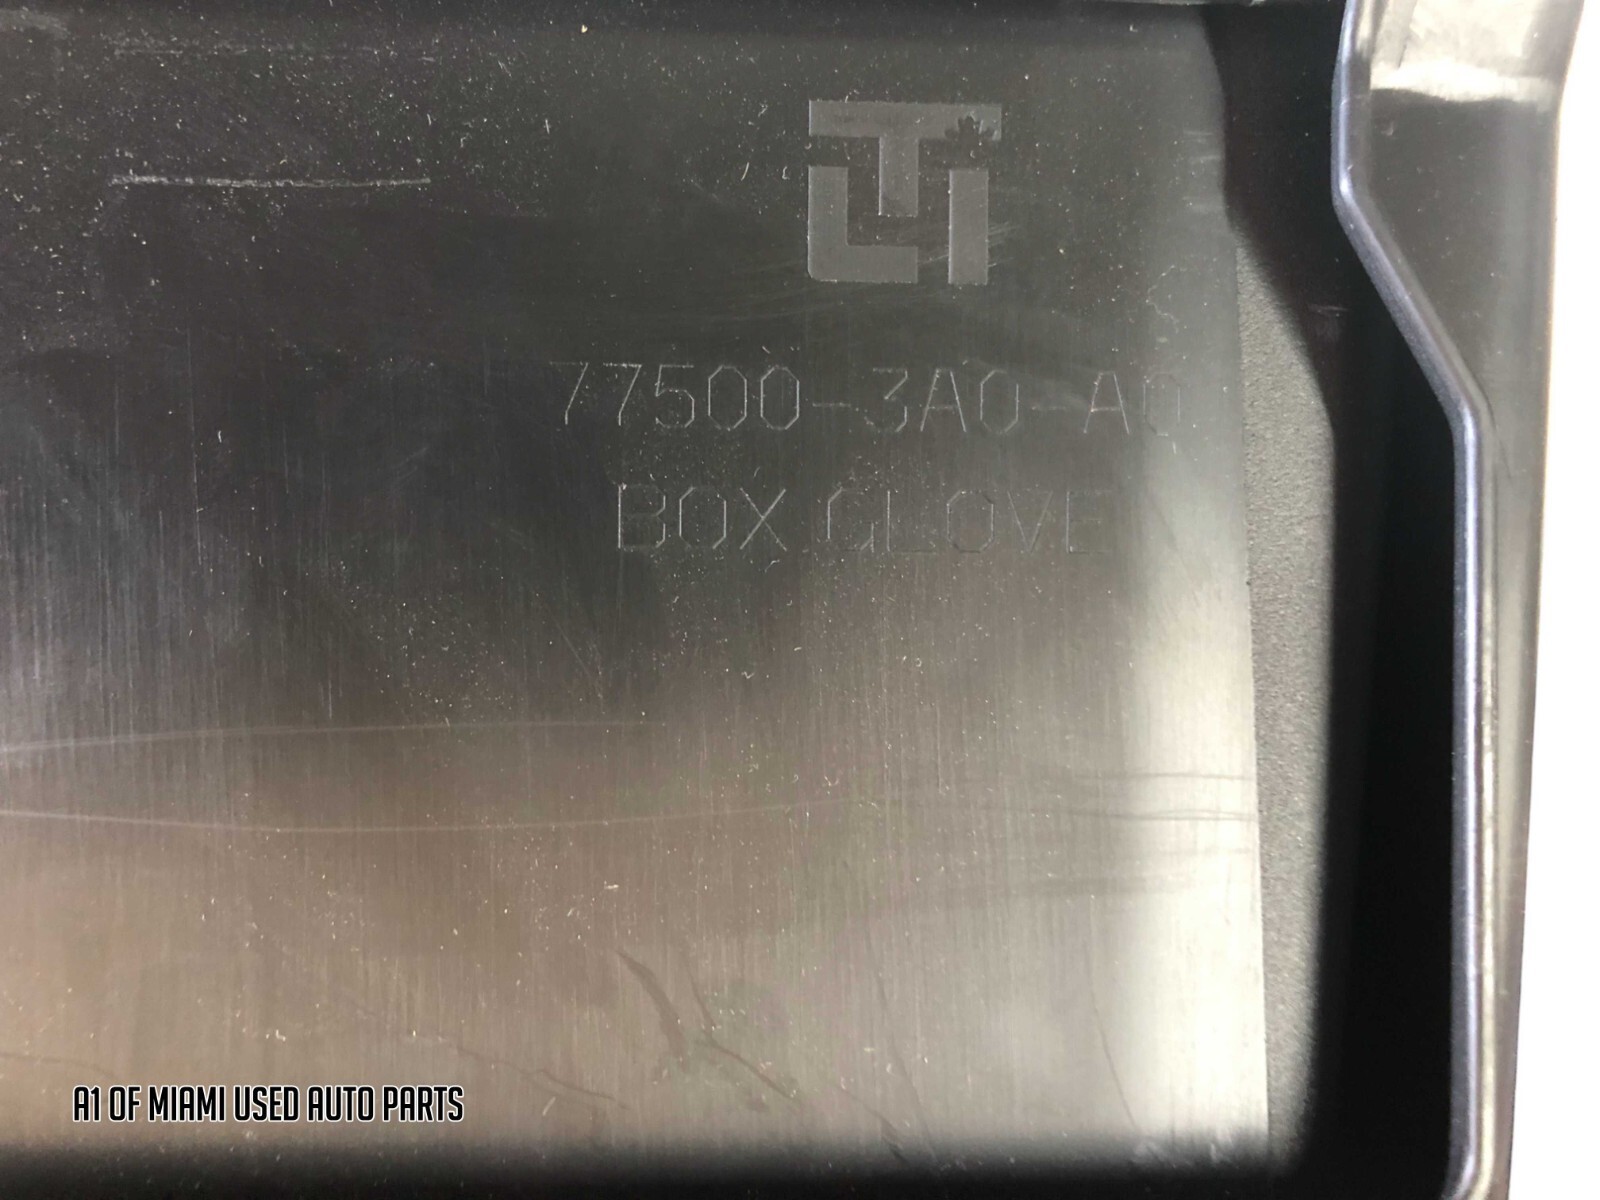 77500-3A0-A0
BOX GLOVE
A1 OF MIAMI USED AUTO PARTS